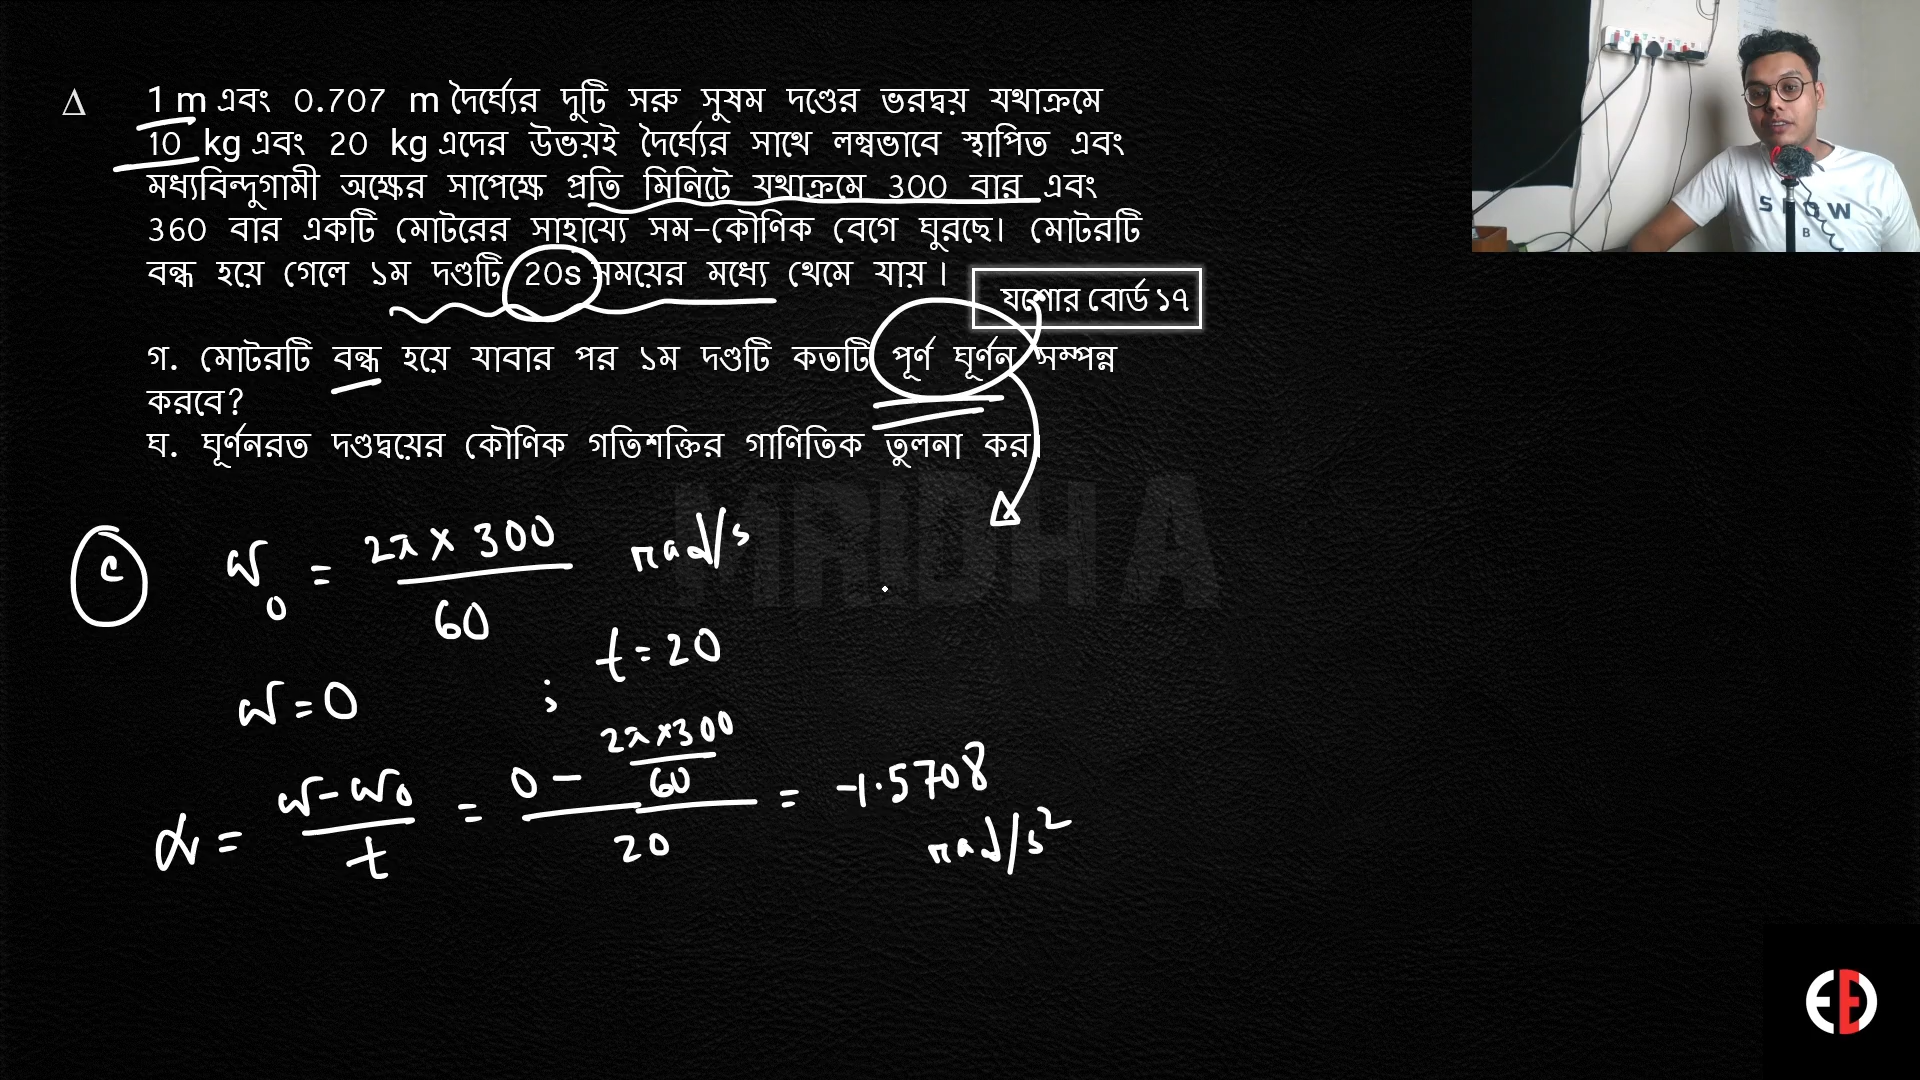 Δ 1 m এবং 0.707 m দৈর্ঘ্যের দুটি সরু সুষম দণ্ডের ভরদ্বয় যথাক্রমে
10 kg এবং 20 kg এদের উভয়ই দৈর্ঘ্যের সাথে লম্বভাবে স্থাপিত এবং
মধ্যবিন্দুগামী অক্ষের সাপেক্ষে প্রতি মিনিটে যথাক্রমে 300 বার এবং
360 বার একটি মোটরের সাহায্যে সম-কৌণিক বেগে ঘুরছে। মোটরটি
বন্ধ হয়ে গেলে ১ম দণ্ডটি 20s সময়ের মধ্যে থেমে যায়।
যশোর বোর্ড ১৭
গ. মোটরটি বন্ধ হয়ে যাবার পর ১ম দণ্ডটি কতটি পূর্ণ ঘূর্ণন সম্পন্ন
করবে?
ঘ. ঘূর্ণনরত দণ্ডদ্বয়ের কৌণিক গতিশক্তির গাণিতিক তুলনা কর।
MRIDHA
c ω₀ = 2π × 300 / 60 rad/s
ω = 0 ; t = 20
α = ω - ω₀ / t = 0 - 2π×300/60 / 20 = -1.5708 rad/s²
SLOW
B